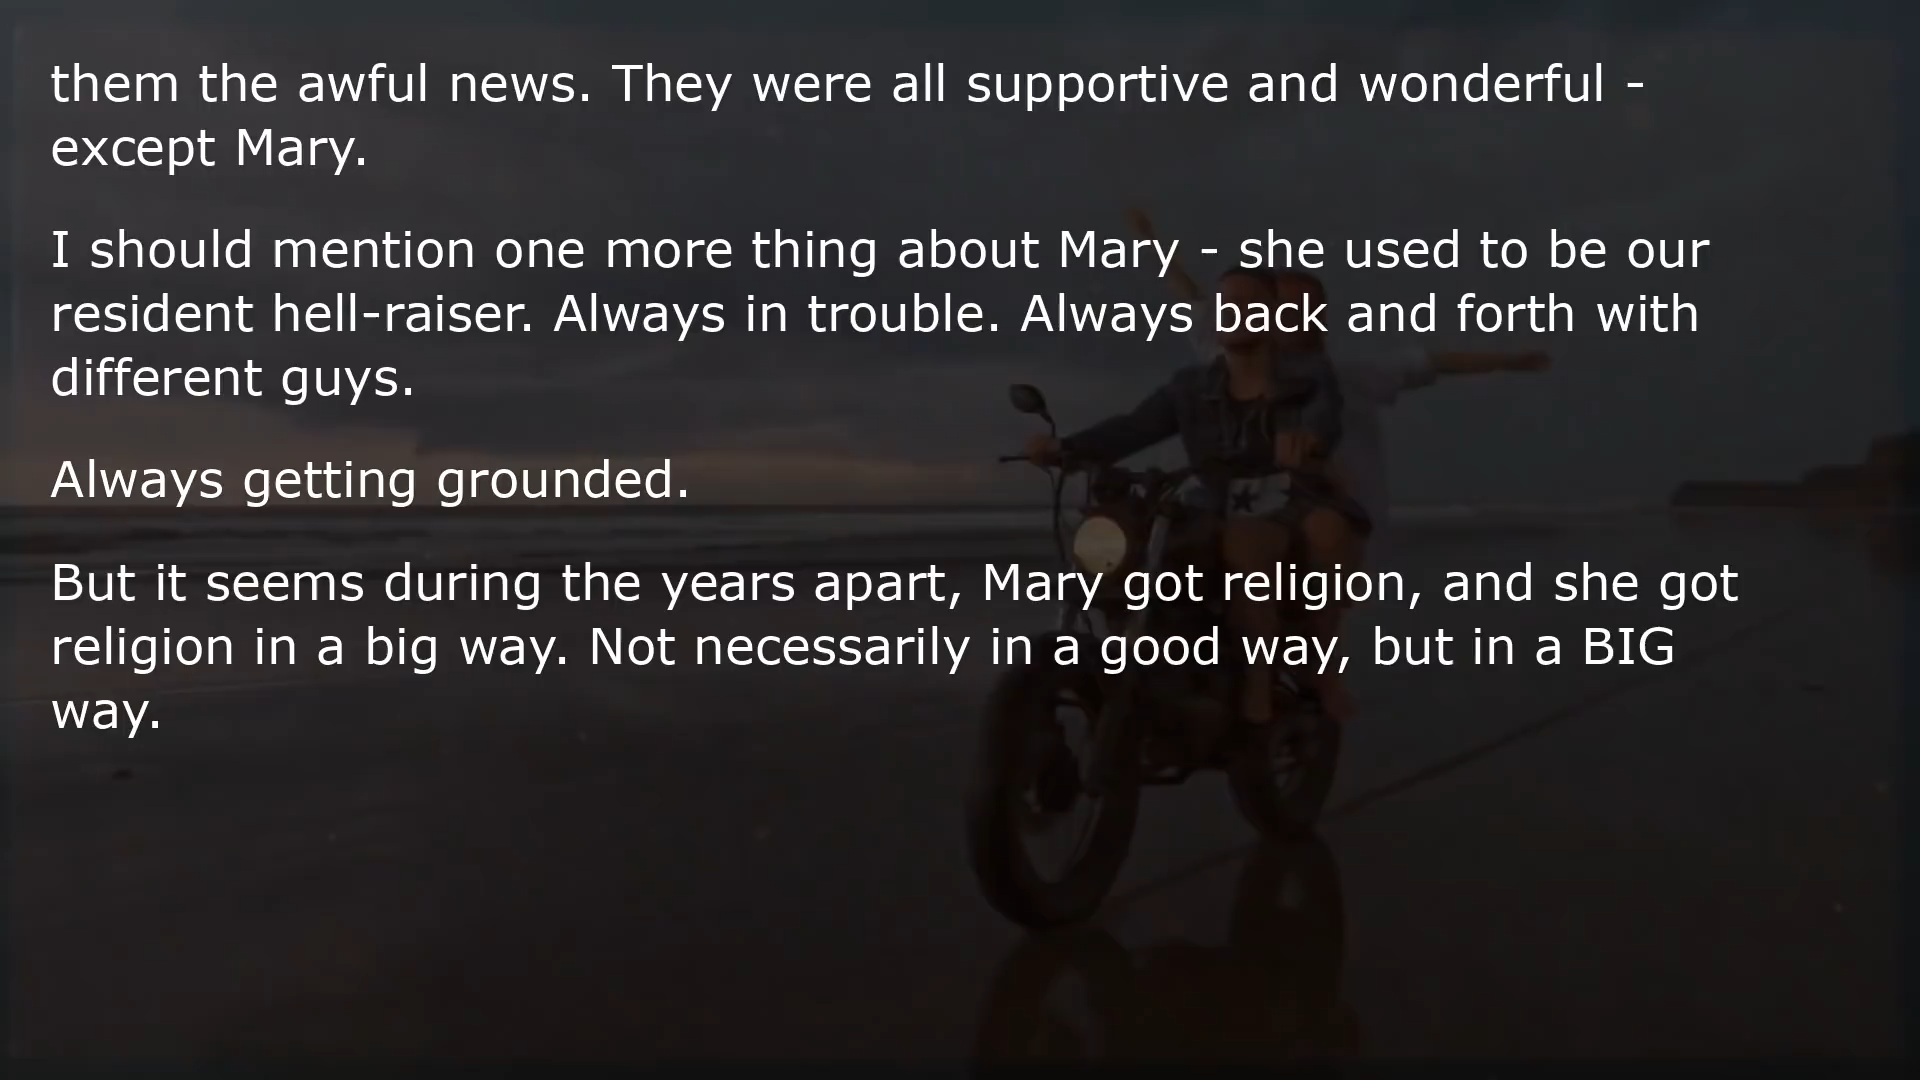 them the awful news. They were all supportive and wonderful -
except Mary.
I should mention one more thing about Mary - she used to be our
resident hell-raiser. Always in trouble. Always back and forth with
different guys.
Always getting grounded.
But it seems during the years apart, Mary got religion, and she got
religion in a big way. Not necessarily in a good way, but in a BIG
way.